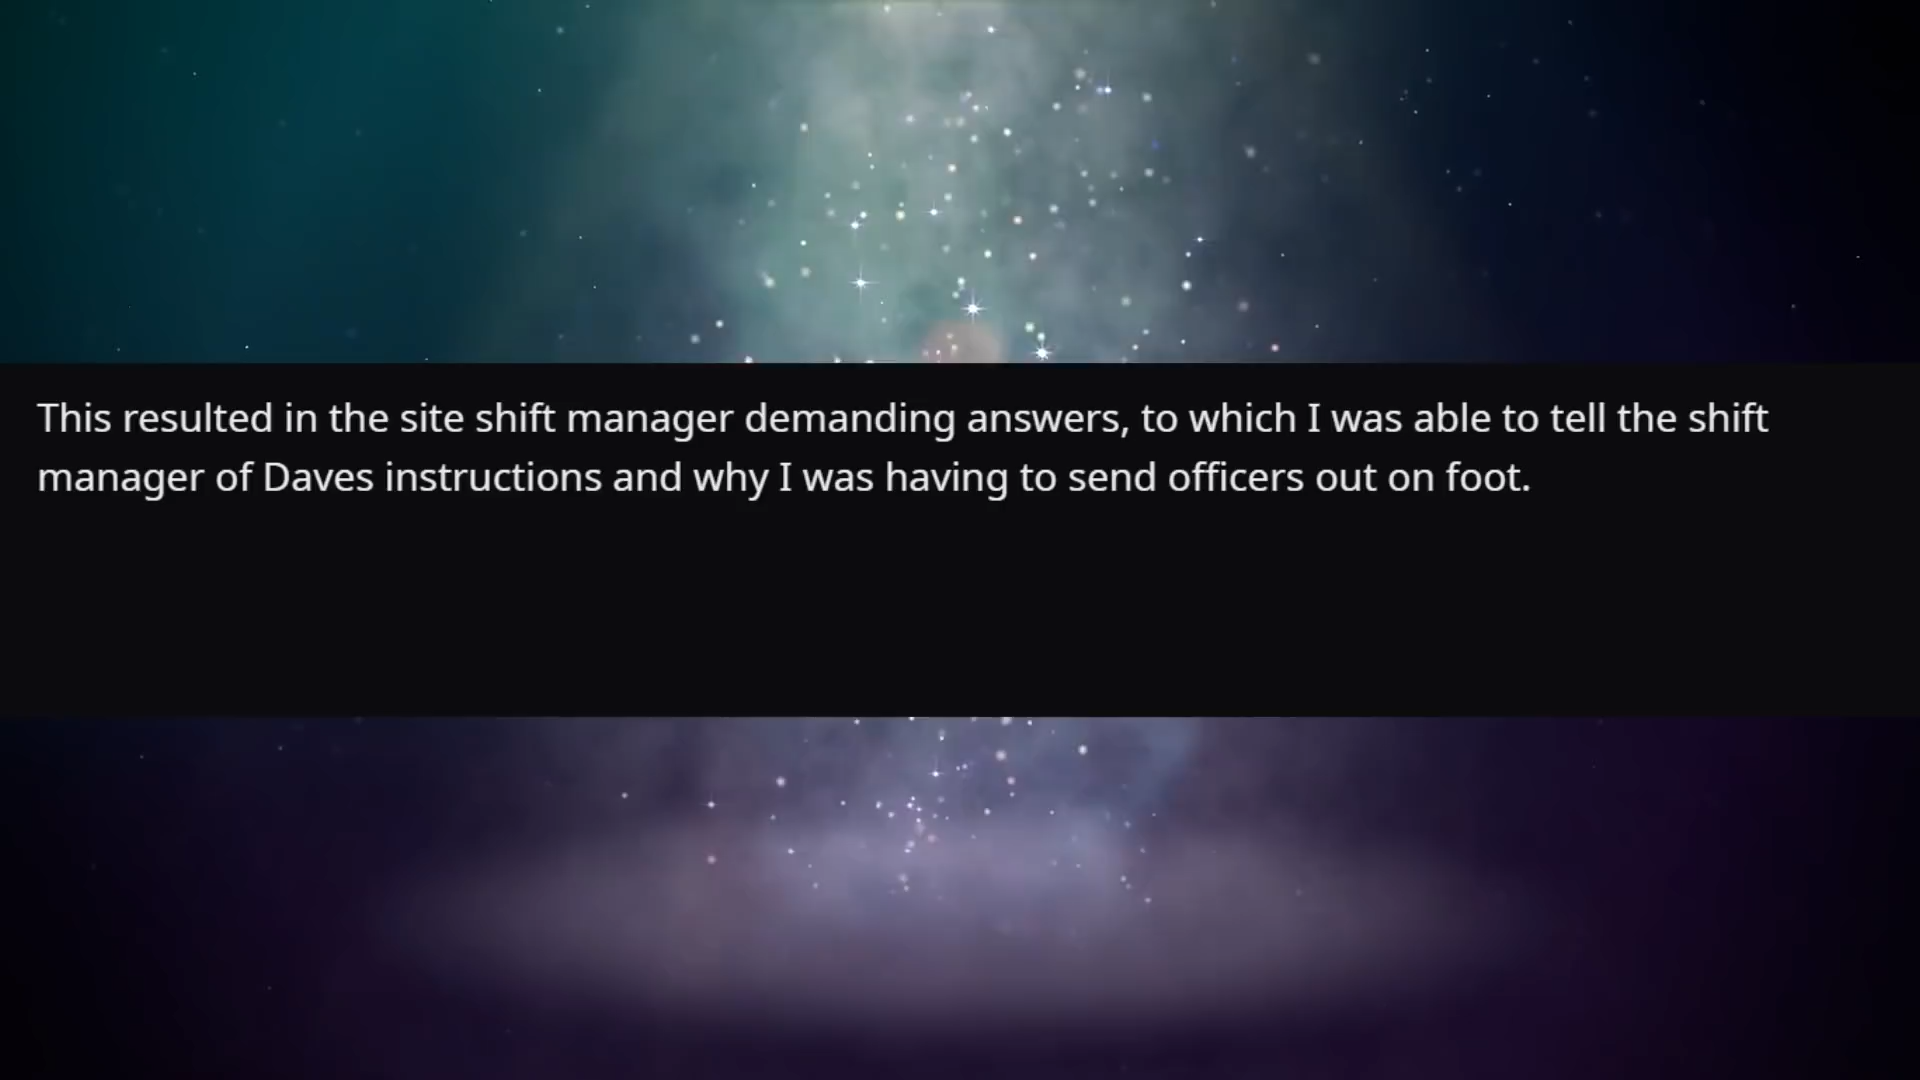 This resulted in the site shift manager demanding answers, to which I was able to tell the shift
manager of Daves instructions and why I was having to send officers out on foot.